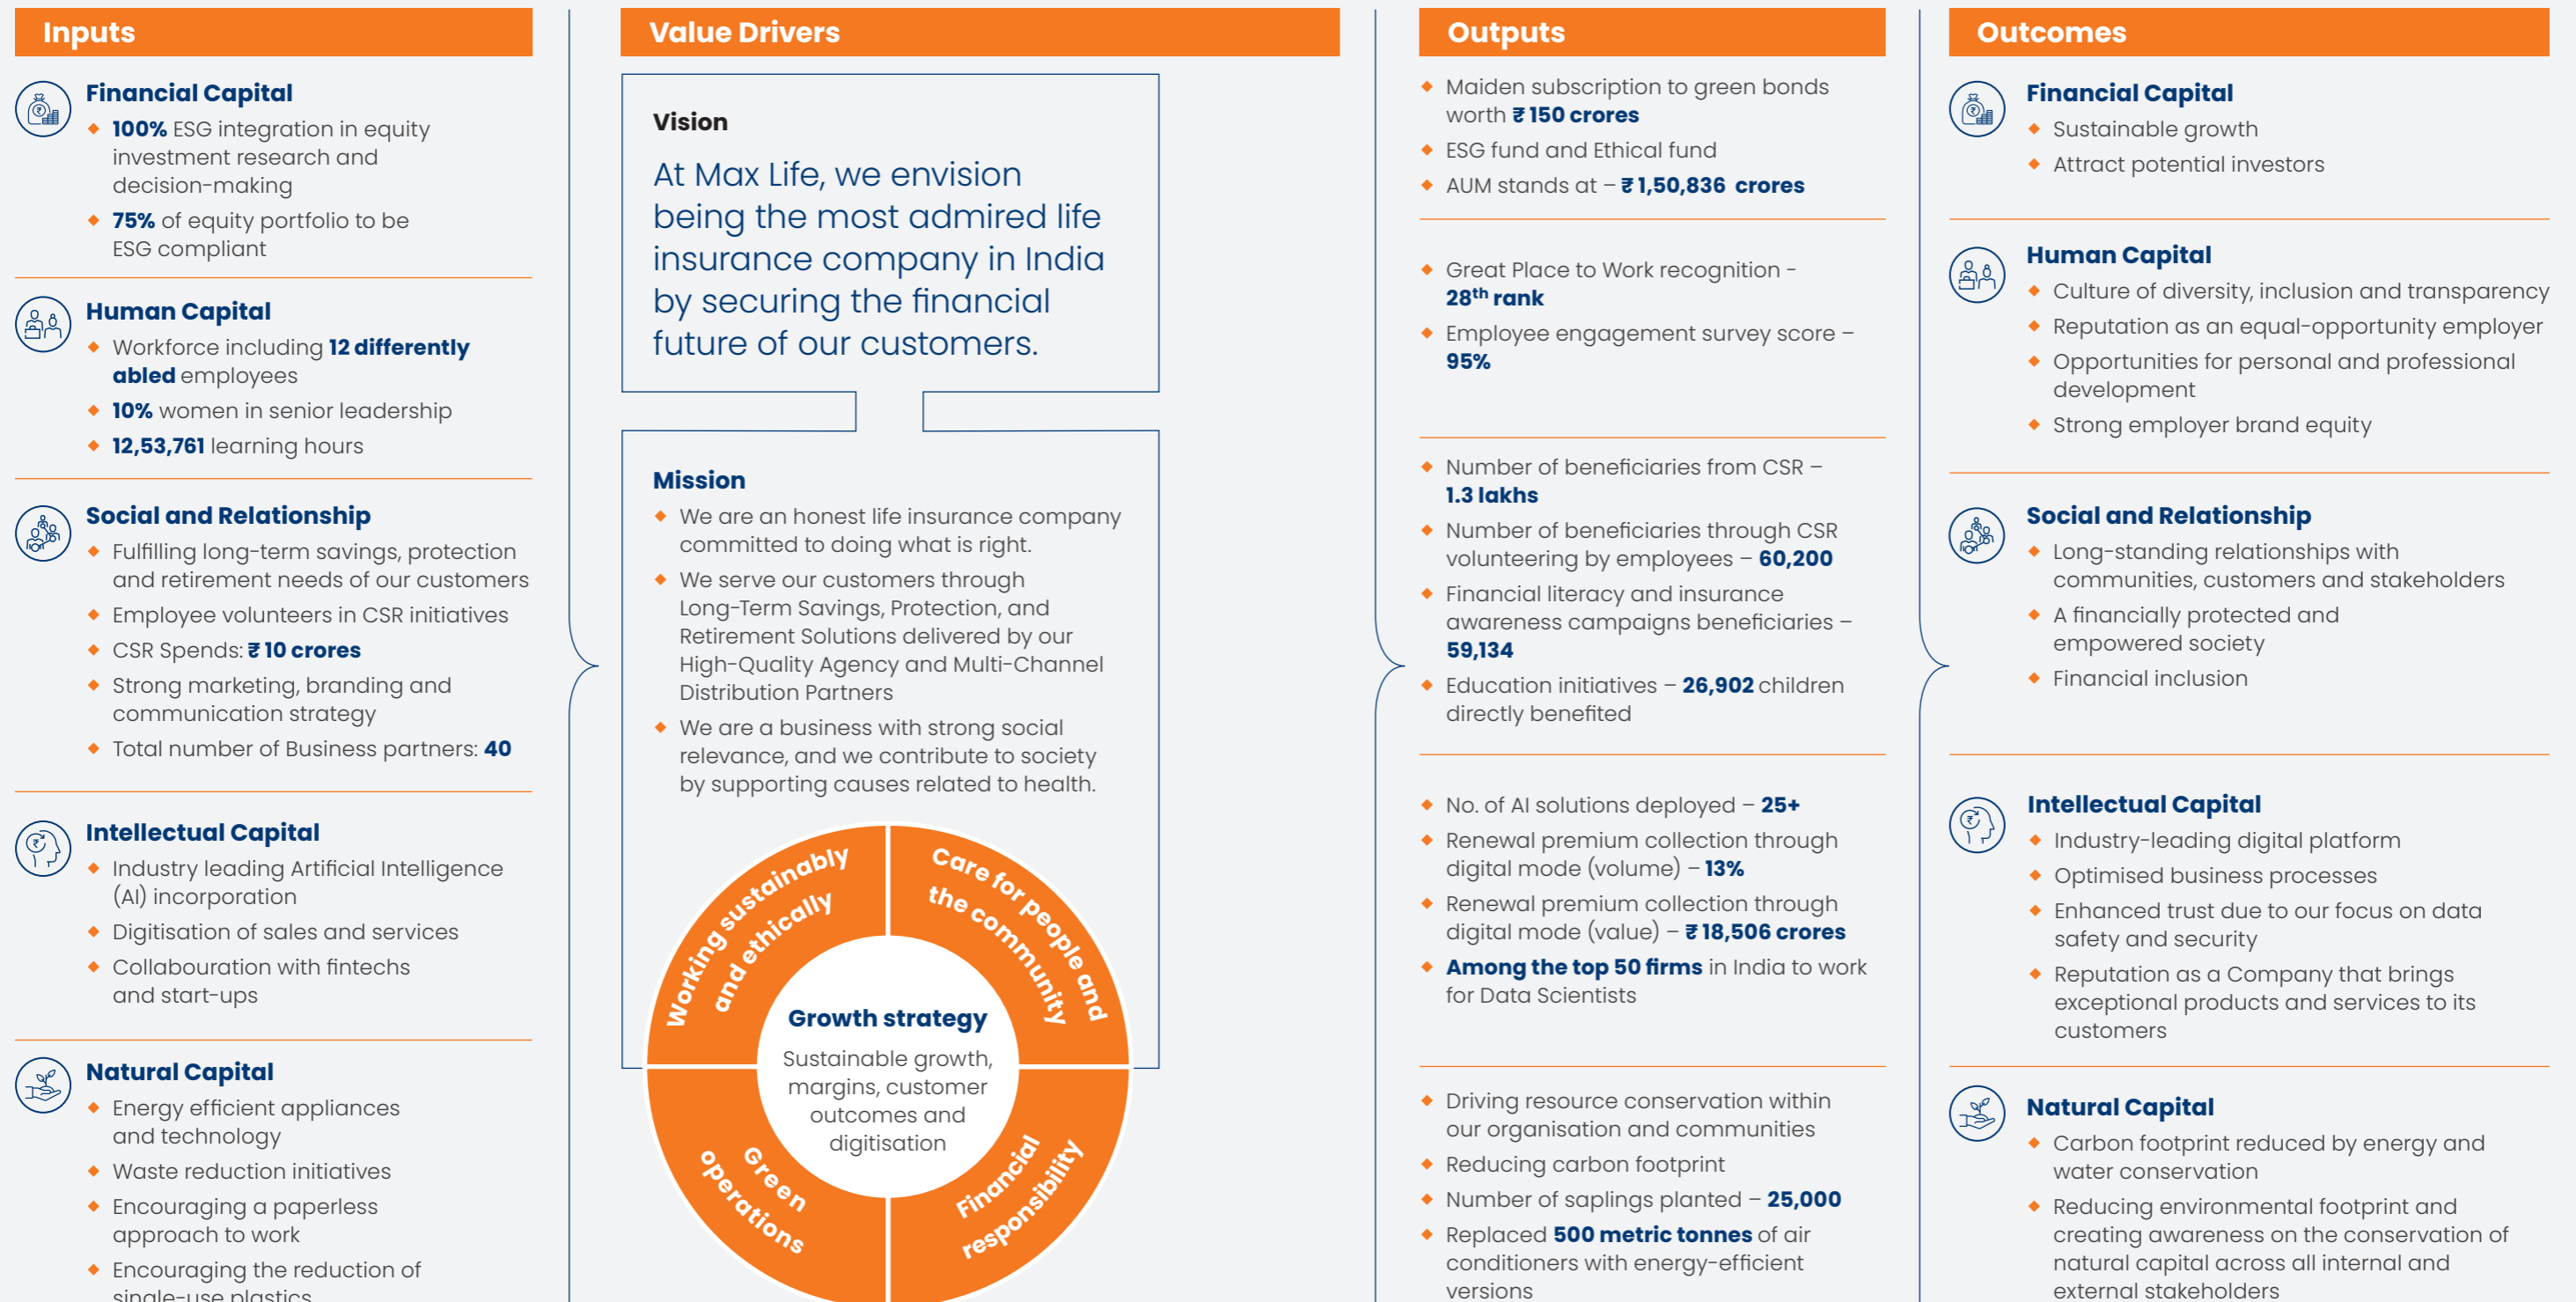 Inputs
Financial Capital
100% ESG integration in equity
investment research and
decision-making
75% of equity portfolio to be
ESG compliant
Human Capital
Workforce including 12 differently
abled employees
10% women in senior leadership
12,53,761 learning hours
Social and Relationship
Fulfilling long-term savings, protection
and retirement needs of our customers
Employee volunteers in CSR initiatives
CSR Spends: ₹ 10 crores
Strong marketing, branding and
communication strategy
Total number of Business partners: 40
Intellectual Capital
Industry leading Artificial Intelligence
(AI) incorporation
Digitisation of sales and services
Collabouration with fintechs
and start-ups
Natural Capital
Energy efficient appliances
and technology
Waste reduction initiatives
Encouraging a paperless
approach to work
Encouraging the reduction of
single-use plastics
Value Drivers
Vision
At Max Life, we envision
being the most admired life
insurance company in India
by securing the financial
future of our customers.
Mission
We are an honest life insurance company
committed to doing what is right.
We serve our customers through
Long-Term Savings, Protection, and
Retirement Solutions delivered by our
High-Quality Agency and Multi-Channel
Distribution Partners
We are a business with strong social
relevance, and we contribute to society
by supporting causes related to health.
Working sustainably
and ethically
Care for people and
the community
Growth strategy
Sustainable growth,
margins, customer
outcomes and
digitisation
Green
operations
Financial
responsibility
Outputs
Maiden subscription to green bonds
worth ₹ 150 crores
ESG fund and Ethical fund
AUM stands at – ₹ 1,50,836 crores
Great Place to Work recognition -
28th rank
Employee engagement survey score –
95%
Number of beneficiaries from CSR –
1.3 lakhs
Number of beneficiaries through CSR
volunteering by employees – 60,200
Financial literacy and insurance
awareness campaigns beneficiaries –
59,134
Education initiatives – 26,902 children
directly benefited
No. of AI solutions deployed – 25+
Renewal premium collection through
digital mode (volume) – 13%
Renewal premium collection through
digital mode (value) – ₹ 18,506 crores
Among the top 50 firms in India to work
for Data Scientists
Driving resource conservation within
our organisation and communities
Reducing carbon footprint
Number of saplings planted – 25,000
Replaced 500 metric tonnes of air
conditioners with energy-efficient
versions
Outcomes
Financial Capital
Sustainable growth
Attract potential investors
Human Capital
Culture of diversity, inclusion and transparency
Reputation as an equal-opportunity employer
Opportunities for personal and professional
development
Strong employer brand equity
Social and Relationship
Long-standing relationships with
communities, customers and stakeholders
A financially protected and
empowered society
Financial inclusion
Intellectual Capital
Industry-leading digital platform
Optimised business processes
Enhanced trust due to our focus on data
safety and security
Reputation as a Company that brings
exceptional products and services to its
customers
Natural Capital
Carbon footprint reduced by energy and
water conservation
Reducing environmental footprint and
creating awareness on the conservation of
natural capital across all internal and
external stakeholders